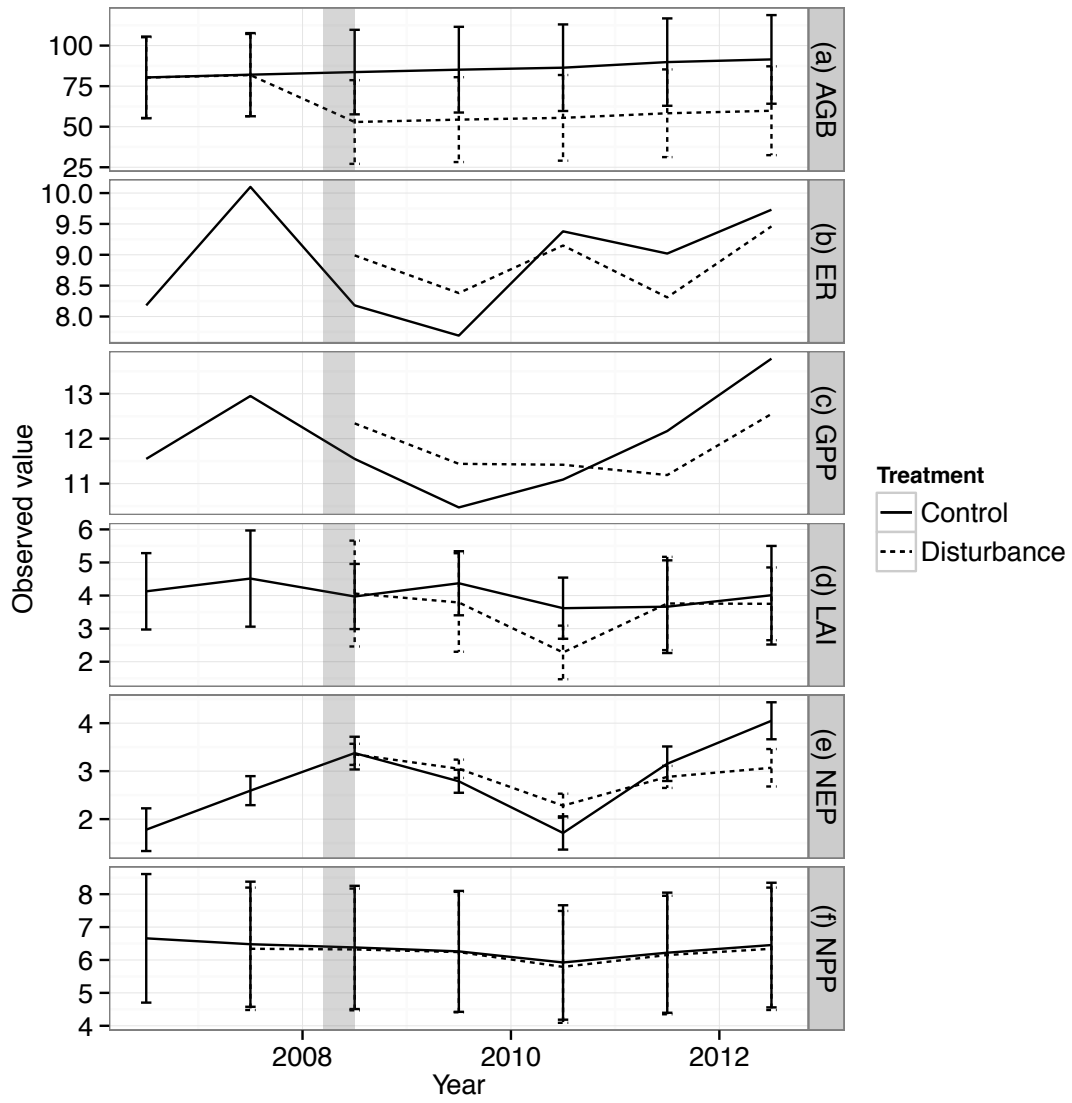 100
75
50
25
(a) AGB
10.0
9.5
9.0
8.5
8.0
(b) ER
13
12
11
(c) GPP
6
5
4
3
2
(d) LAI
4
3
2
(e) NEP
8
7
6
5
4
(f) NPP
2008
2010
2012
Year
Observed value
Treatment
Control
Disturbance